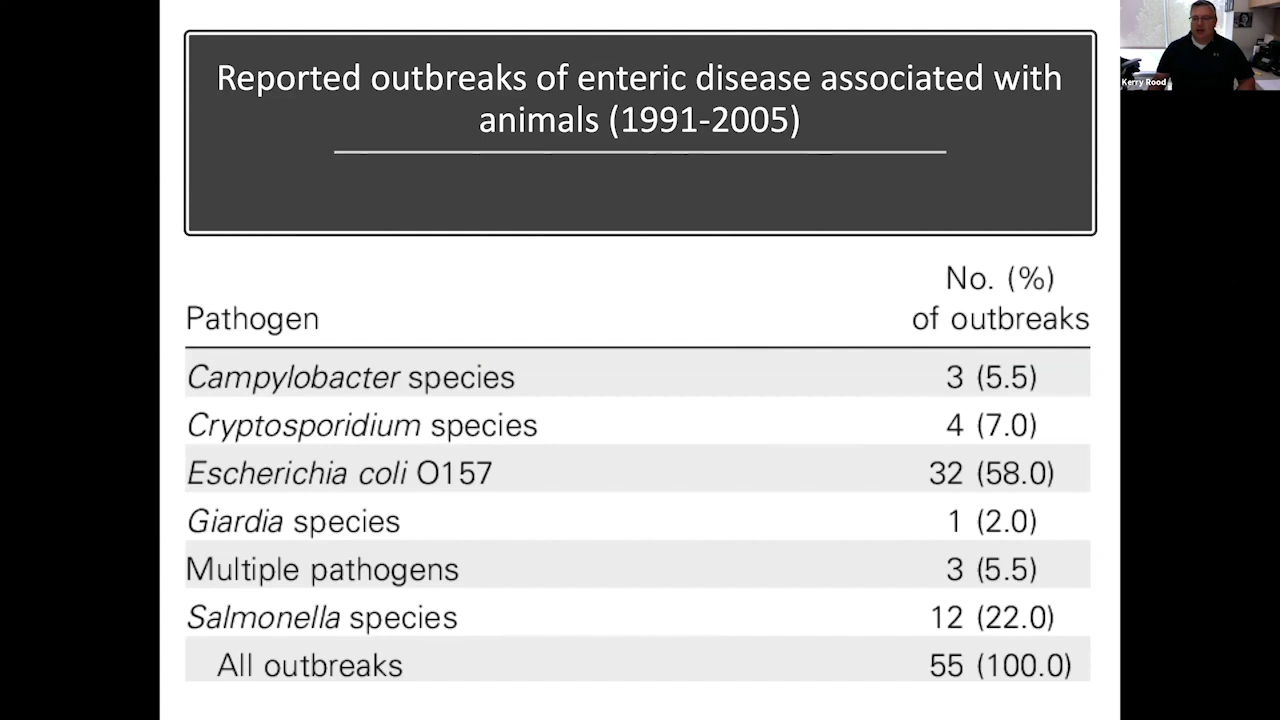 Reported outbreaks of enteric disease associated with
animals (1991-2005)
Kerry Rood
No. (%)
Pathogen of outbreaks
Campylobacter species 3 (5.5)
Cryptosporidium species 4 (7.0)
Escherichia coli O157 32 (58.0)
Giardia species 1 (2.0)
Multiple pathogens 3 (5.5)
Salmonella species 12 (22.0)
All outbreaks 55 (100.0)